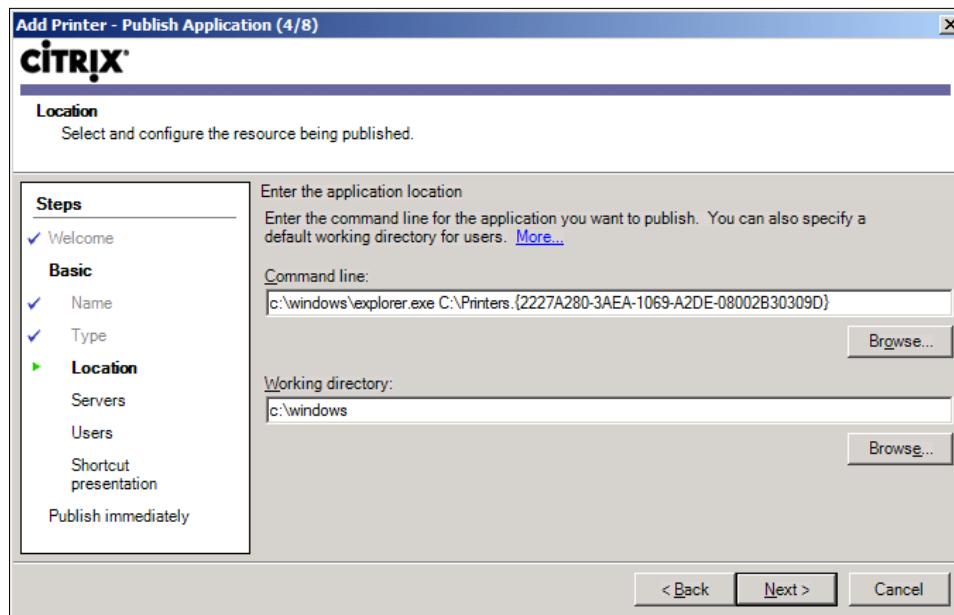 Add Printer - Publish Application (4/8)
CITRIX
Location
Select and configure the resource being published.
Steps
Welcome
Basic
Name
Type
Location
Servers
Users
Shortcut
presentation
Publish immediately
Enter the application location
Enter the command line for the application you want to publish. You can also specify a
default working directory for users. More...
Command line:
c:\windows\explorer.exe C:\Printers.{2227A280-3AEA-1069-A2DE-08002B30309D}
Browse...
Working directory:
c:\windows
Browse...
< Back
Next >
Cancel